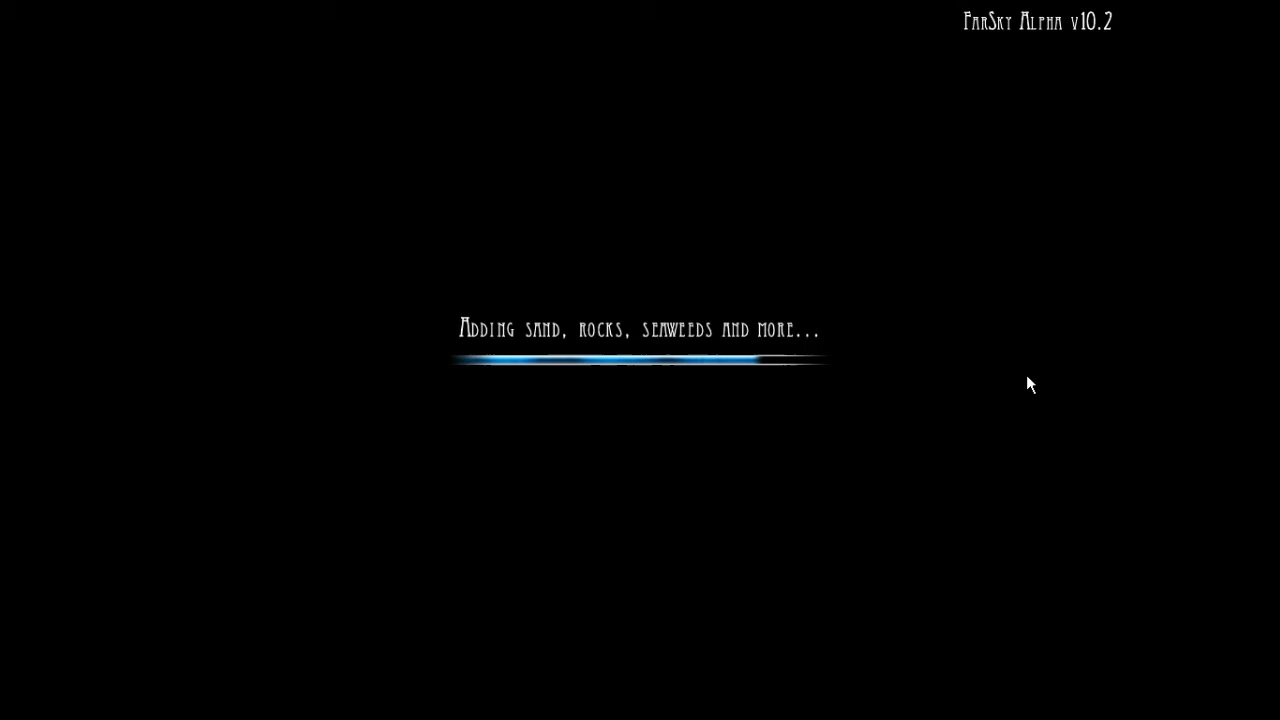 FarSky Alpha v10.2
Adding sand, rocks, seaweeds and more...